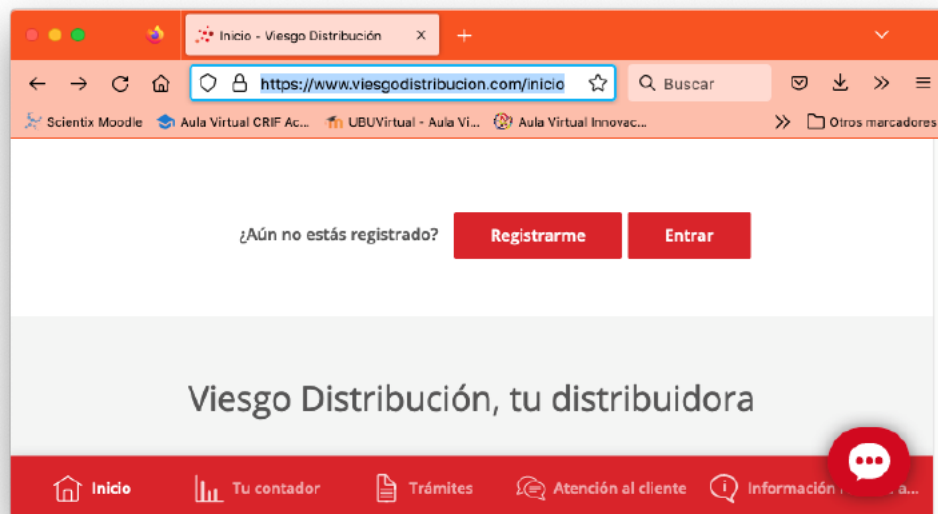 Inicio - Viesgo Distribución X +
https://www.viesgodistribucion.com/inicio Buscar
Scientix Moodle Aula Virtual CRIF Ac... UBUVirtual - Aula Vi... Aula Virtual Innovac... Otros marcadores
¿Aún no estás registrado? Registrarme Entrar
Viesgo Distribución, tu distribuidora
Inicio Tu contador Trámites Atención al cliente Información a...